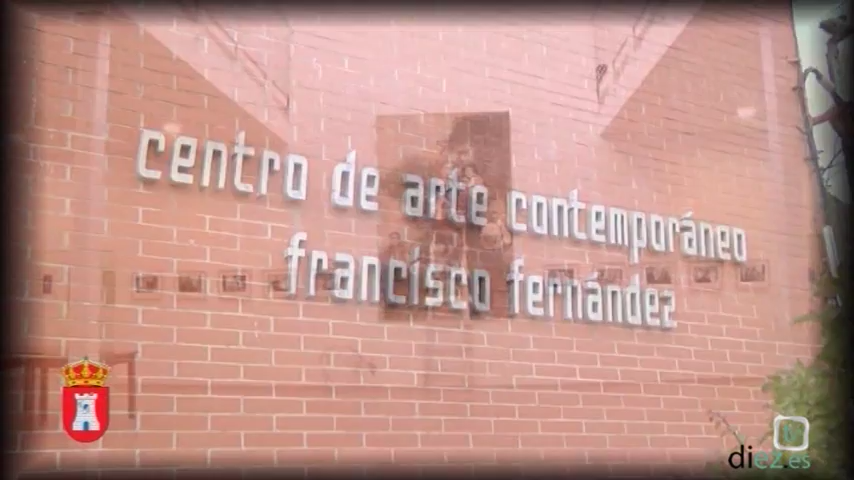 centro de arte contemporáneo
francisco fernández
diez.es